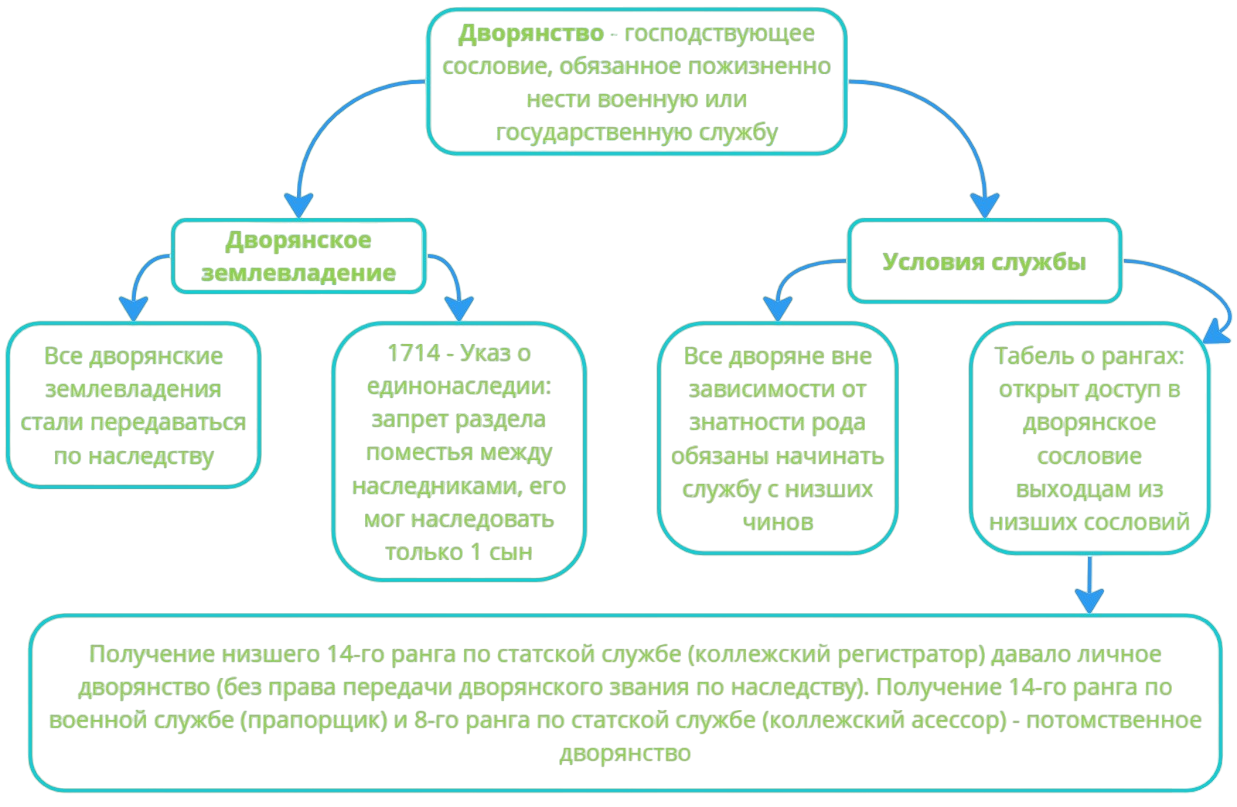 Дворянство - господствующее
сословие, обязанное пожизненно
нести военную или
государственную службу
Дворянское
землевладение
Условия службы
Все дворянские
землевладения
стали передаваться
по наследству
1714 - Указ о
единонаследии:
запрет раздела
поместья между
наследниками, его
мог наследовать
только 1 сын
Все дворяне вне
зависимости от
знатности рода
обязаны начинать
службу с низших
чинов
Табель о рангах:
открыт доступ в
дворянское
сословие
выходцам из
низших сословий
Получение низшего 14-го ранга по статской службе (коллежский регистратор) давало личное
дворянство (без права передачи дворянского звания по наследству). Получение 14-го ранга по
военной службе (прапорщик) и 8-го ранга по статской службе (коллежский асессор) - потомственное
дворянство